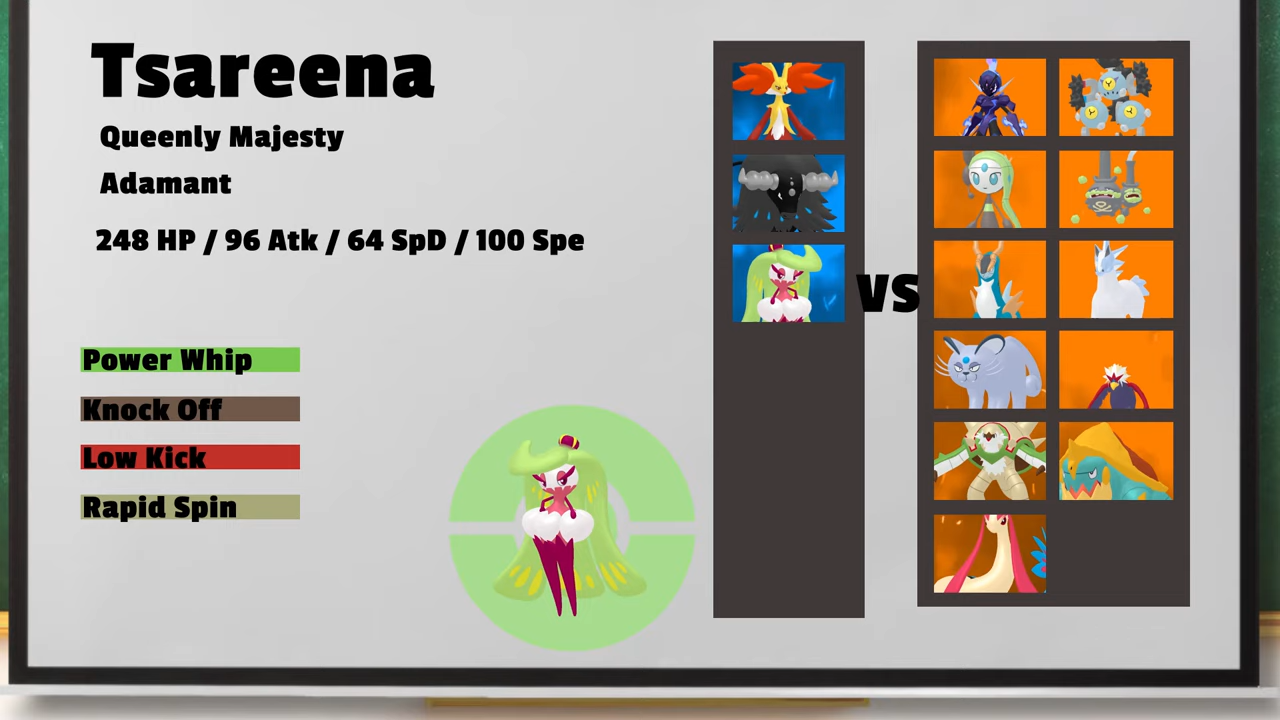 Tsareena
Queenly Majesty
Adamant
248 HP / 96 Atk / 64 SpD / 100 Spe
Power Whip
Knock Off
Low Kick
Rapid Spin
VS